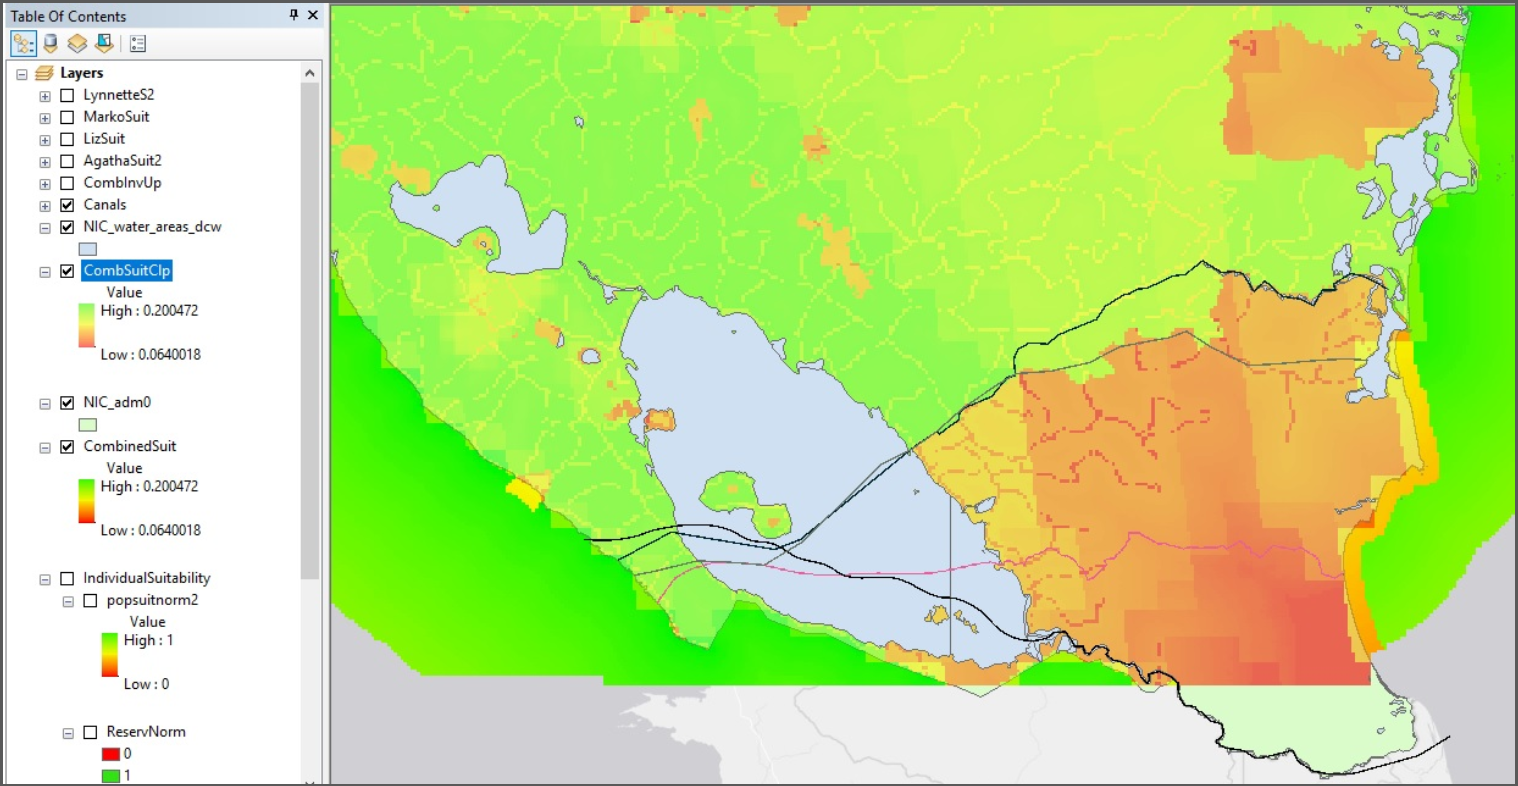 Table Of Contents
Layers
LynnetteS2
MarkoSuit
LizSuit
AgathaSuit2
CombInvUp
Canals
NIC_water_areas_dcw
CombSuitClp
Value
High : 0.200472
Low : 0.0640018
NIC_adm0
CombinedSuit
Value
High : 0.200472
Low : 0.0640018
IndividualSuitability
popsuitnorm2
Value
High : 1
Low : 0
ReservNorm
0
1